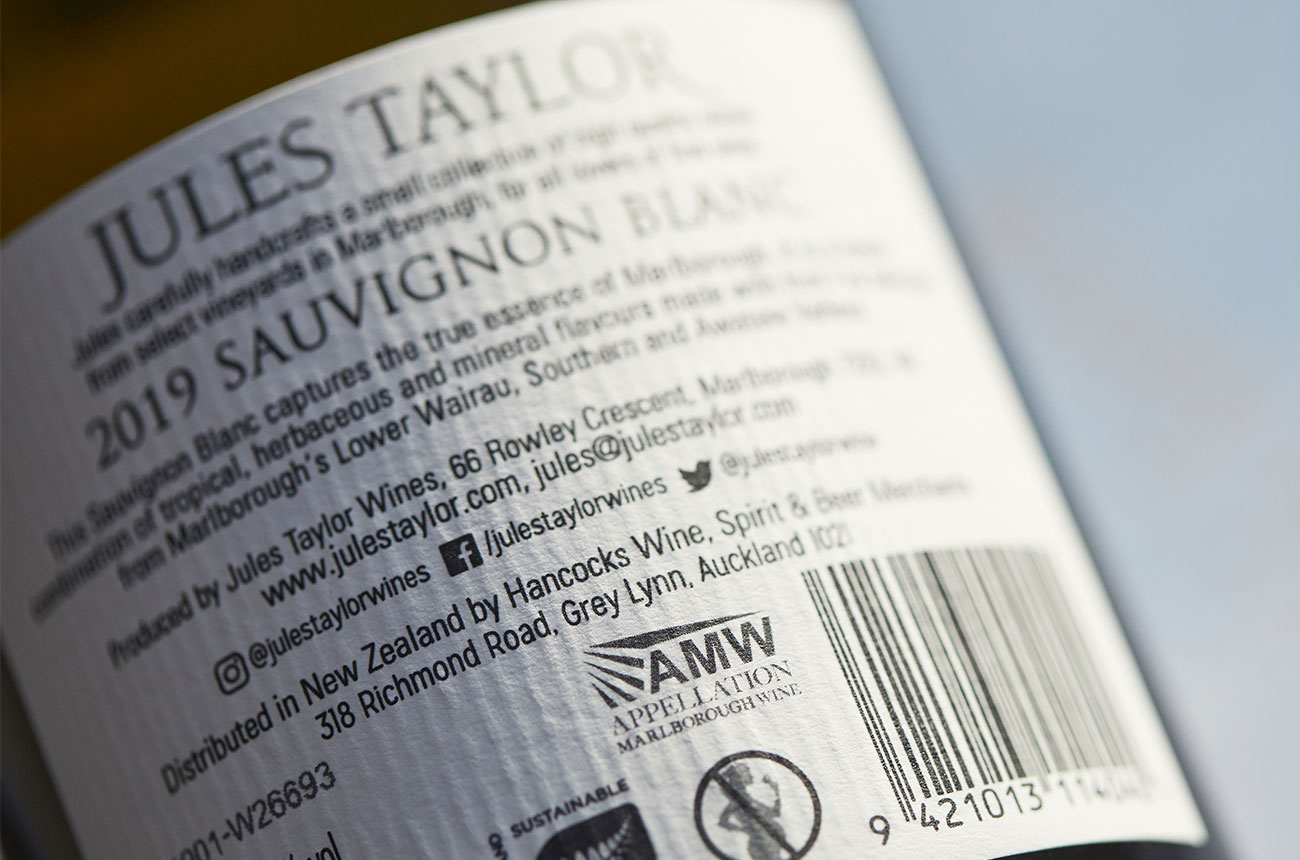 JULES TAYLOR
Jules carefully handcrafts a small collection of high quality wines
from select vineyards in Marlborough, for all lovers of fine wine.
2019 SAUVIGNON BLANC
This Sauvignon Blanc captures the true essence of Marlborough.
combination of tropical, herbaceous and mineral flavours made with fruit
from Marlborough's Lower Wairau, Southern and Awatere Valleys.
Produced by Jules Taylor Wines, 66 Rowley Crescent, Marlborough
www.julestaylor.com, jules@julestaylor.com
@julestaylorwines f/julestaylorwines @julestaylorwine
Distributed in New Zealand by Hancocks Wine, Spirit & Beer Merchants
318 Richmond Road, Grey Lynn, Auckland 1021
AMW
APPELLATION
MARLBOROUGH WINE
001-W26693
SUSTAINABLE
9 421013